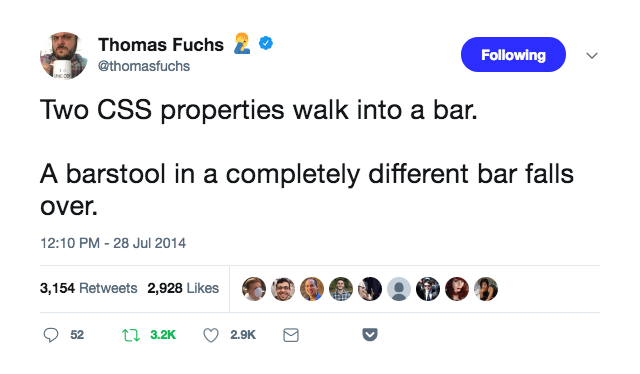 Thomas Fuchs
@thomasfuchs
Following
Two CSS properties walk into a bar.
A barstool in a completely different bar falls
over.
12:10 PM - 28 Jul 2014
3,154 Retweets 2,928 Likes
52 3.2K 2.9K